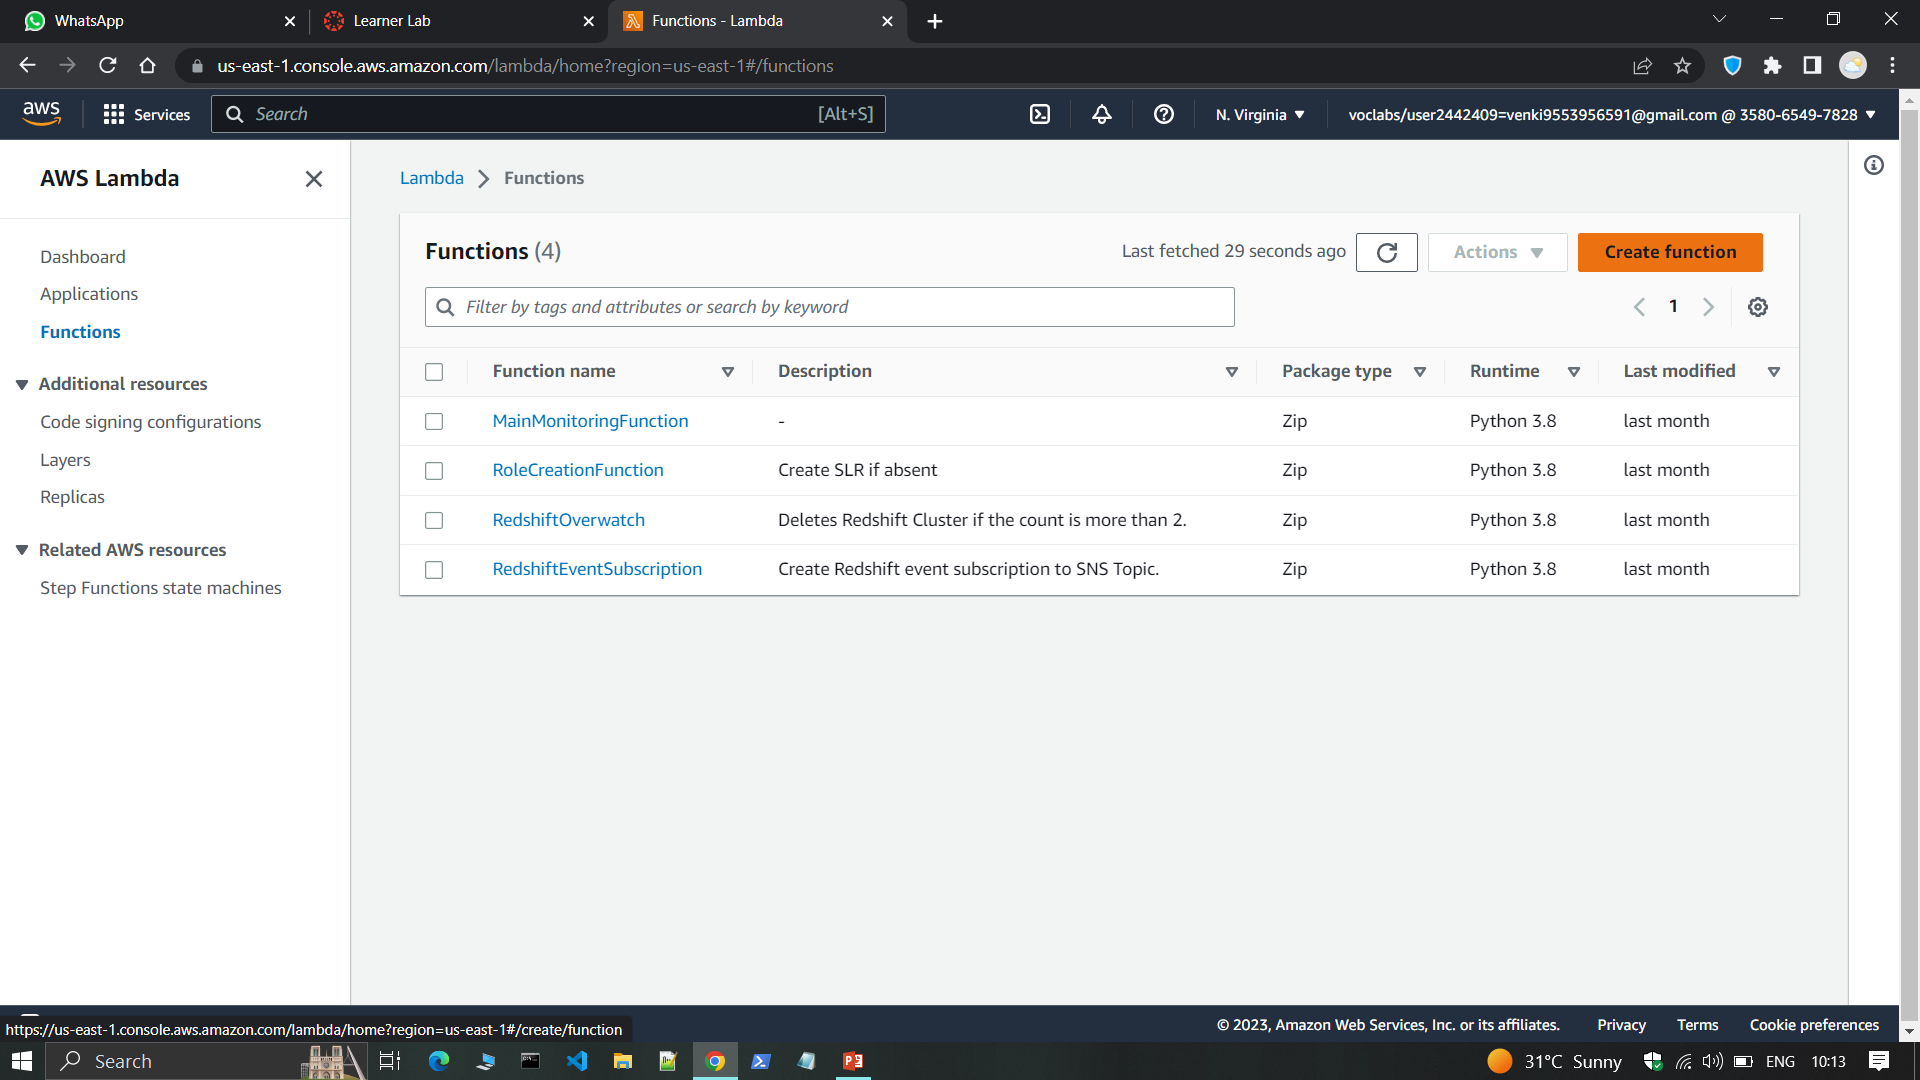 WhatsApp
Learner Lab
Functions - Lambda
us-east-1.console.aws.amazon.com/lambda/home?region=us-east-1#/functions
aws
Services
Search
[Alt+S]
N. Virginia
voclabs/user2442409=venki9553956591@gmail.com @ 3580-6549-7828
AWS Lambda
Dashboard
Applications
Functions
Additional resources
Code signing configurations
Layers
Replicas
Related AWS resources
Step Functions state machines
Lambda
Functions
Functions (4)
Last fetched 29 seconds ago
Actions
Create function
Filter by tags and attributes or search by keyword
1
Function name Description Package type Runtime Last modified
MainMonitoringFunction - Zip Python 3.8 last month
RoleCreationFunction Create SLR if absent Zip Python 3.8 last month
RedshiftOverwatch Deletes Redshift Cluster if the count is more than 2. Zip Python 3.8 last month
RedshiftEventSubscription Create Redshift event subscription to SNS Topic. Zip Python 3.8 last month
https://us-east-1.console.aws.amazon.com/lambda/home?region=us-east-1#/create/function
© 2023, Amazon Web Services, Inc. or its affiliates.
Privacy
Terms
Cookie preferences
Search
31°C Sunny
ENG
10:13